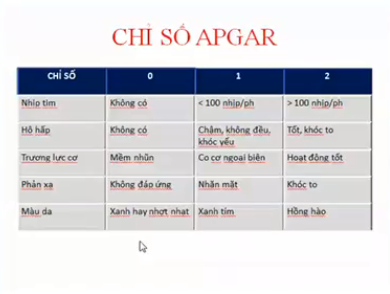 CHỈ SỐ APGAR
CHỈ SỐ 0 1 2
Nhịp tim Không có < 100 nhịp/ph > 100 nhịp/ph
Hô hấp Không có Chậm, không đều, Tốt, khóc to
khóc yếu
Trương lực cơ Mềm nhũn Co cơ ngoại biên Hoạt động tốt
Phản xạ Không đáp ứng Nhăn mặt Khóc to
Màu da Xanh hay nhợt nhạt Xanh tím Hồng hào